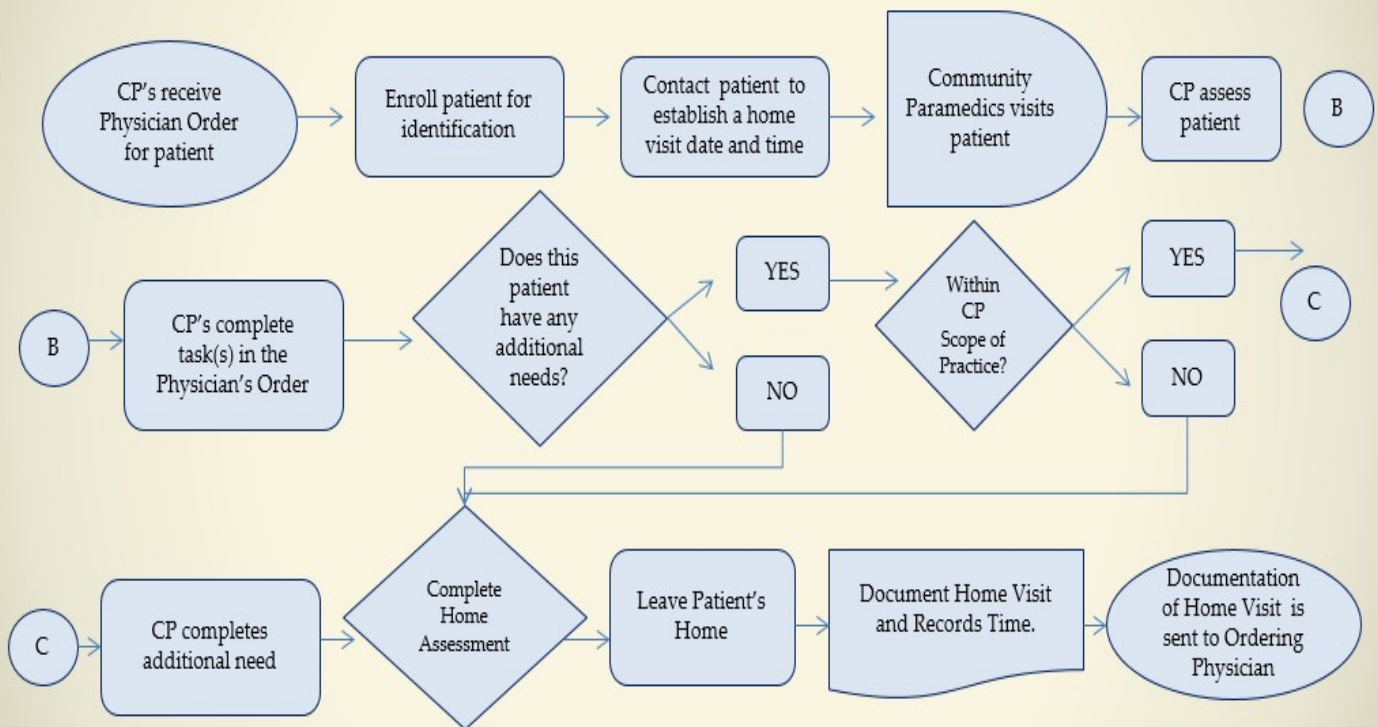 CP's receive
Physician Order
for patient
Enroll patient for
identification
Contact patient to
establish a home
visit date and time
Community
Paramedics visits
patient
CP assess
patient
B
B
CP's complete
task(s) in the
Physician's Order
Does this
patient
have any
additional
needs?
YES
NO
Within
CP
Scope of
Practice?
YES
NO
C
C
CP completes
additional need
Complete
Home
Assessment
Leave Patient's
Home
Document Home Visit
and Records Time.
Documentation
of Home Visit is
sent to Ordering
Physician